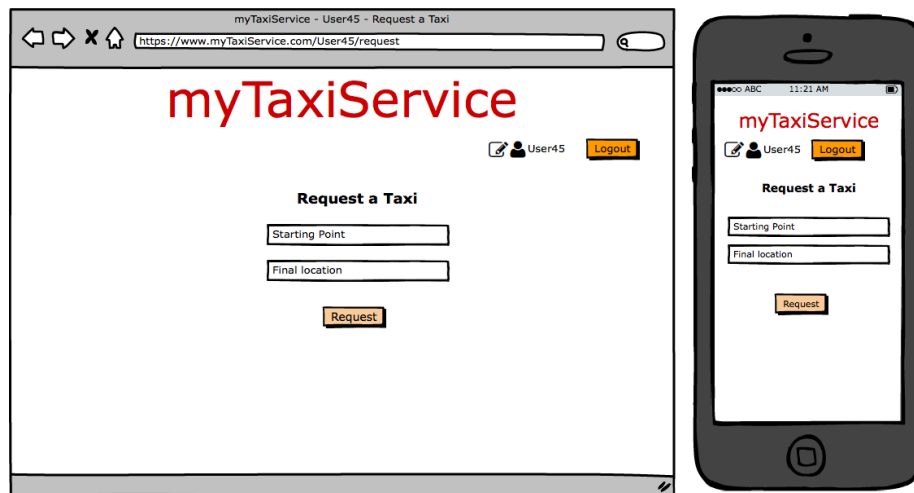 myTaxiService - User45 - Request a Taxi
https://www.myTaxiService.com/User45/request
myTaxiService
User45 Logout
Request a Taxi
Starting Point
Final location
Request
ABC 11:21 AM
myTaxiService
User45 Logout
Request a Taxi
Starting Point
Final location
Request